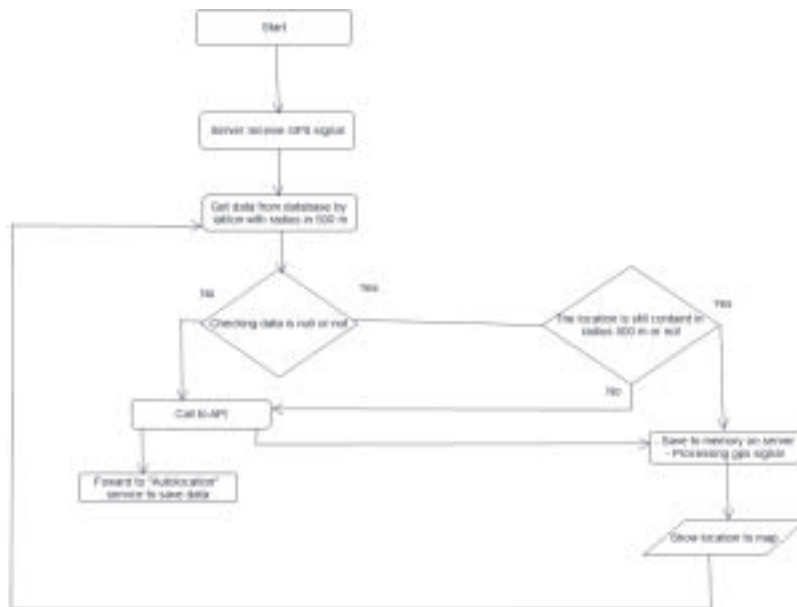 Start
Server receive GPS signal
Get data from database by
latlon with radius in 500 m
No
Yes
Checking data is null or not
The location is still containt in
radius 500 m or not
Yes
No
Call to API
- Save to memory on server
- Processing gps signal
Foward to "Autolocation"
service to save data
Show location to map